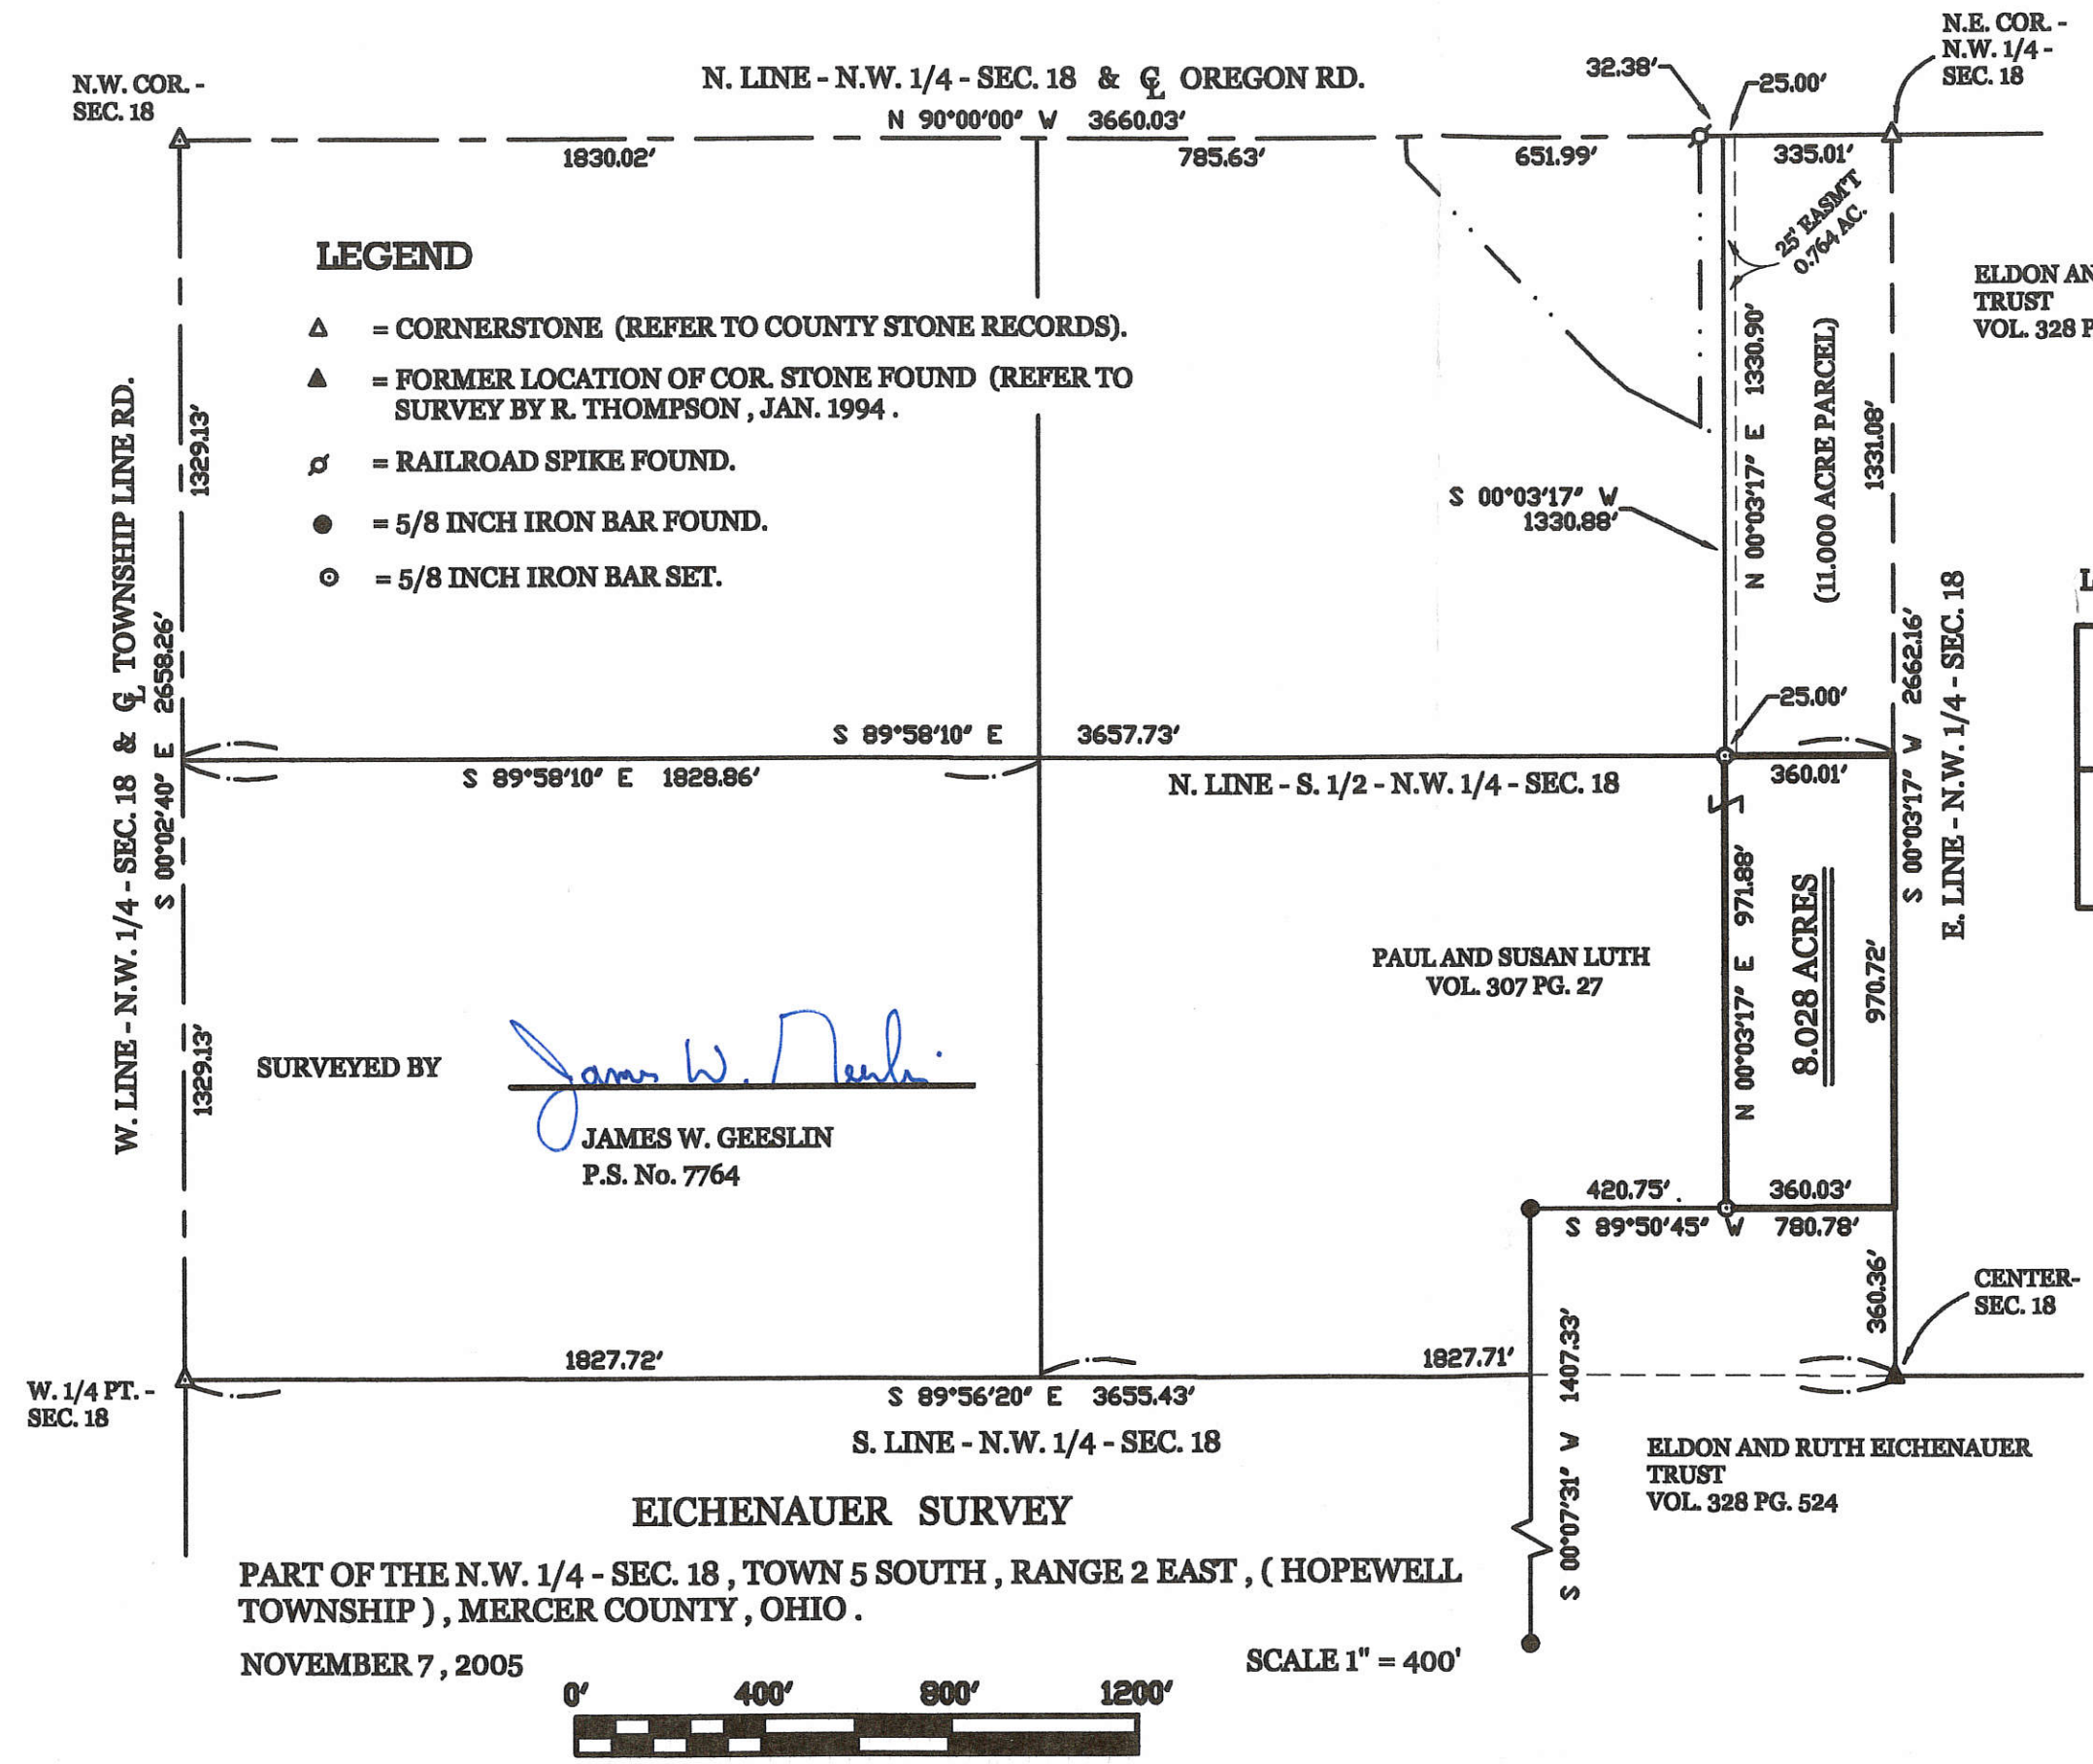 N.W. COR. -
SEC. 18
N. LINE - N.W. 1/4 - SEC. 18 & ℄ OREGON RD.
N 90°00'00" W 3660.03'
1830.02'
785.63'
651.99'
32.38'
25.00'
335.01'
N.E. COR. -
N.W. 1/4 -
SEC. 18
25' EASM'T
0.764 AC.
ELDON AN
TRUST
VOL. 328 P
LEGEND
= CORNERSTONE (REFER TO COUNTY STONE RECORDS).
= FORMER LOCATION OF COR. STONE FOUND (REFER TO
SURVEY BY R. THOMPSON , JAN. 1994 .
= RAILROAD SPIKE FOUND.
= 5/8 INCH IRON BAR FOUND.
= 5/8 INCH IRON BAR SET.
W. LINE - N.W. 1/4 - SEC. 18 & ℄ TOWNSHIP LINE RD.
S 00°02'40" E 2658.26'
1329.13'
1329.13'
S 00°03'17" W
1330.88'
N 00°03'17" E 1330.90'
(11.000 ACRE PARCEL)
1331.08'
S 00°03'17" W 2662.16'
E. LINE - N.W. 1/4 - SEC. 18
L
25.00'
S 89°58'10" E 3657.73'
S 89°58'10" E 1828.86'
N. LINE - S. 1/2 - N.W. 1/4 - SEC. 18
360.01'
N 00°03'17" E 971.88'
8.028 ACRES
970.72'
PAUL AND SUSAN LUTH
VOL. 307 PG. 27
SURVEYED BY
James W. Geeslin
JAMES W. GEESLIN
P.S. No. 7764
420.75'
360.03'
S 89°50'45" W 780.78'
360.36'
CENTER-
SEC. 18
W. 1/4 PT. -
SEC. 18
1827.72'
1827.71'
S 89°56'20" E 3655.43'
S. LINE - N.W. 1/4 - SEC. 18
S 00°07'31" W 1407.33'
ELDON AND RUTH EICHENAUER
TRUST
VOL. 328 PG. 524
EICHENAUER SURVEY
PART OF THE N.W. 1/4 - SEC. 18 , TOWN 5 SOUTH , RANGE 2 EAST , ( HOPEWELL
TOWNSHIP ) , MERCER COUNTY , OHIO .
NOVEMBER 7 , 2005
SCALE 1" = 400'
0' 400' 800' 1200'